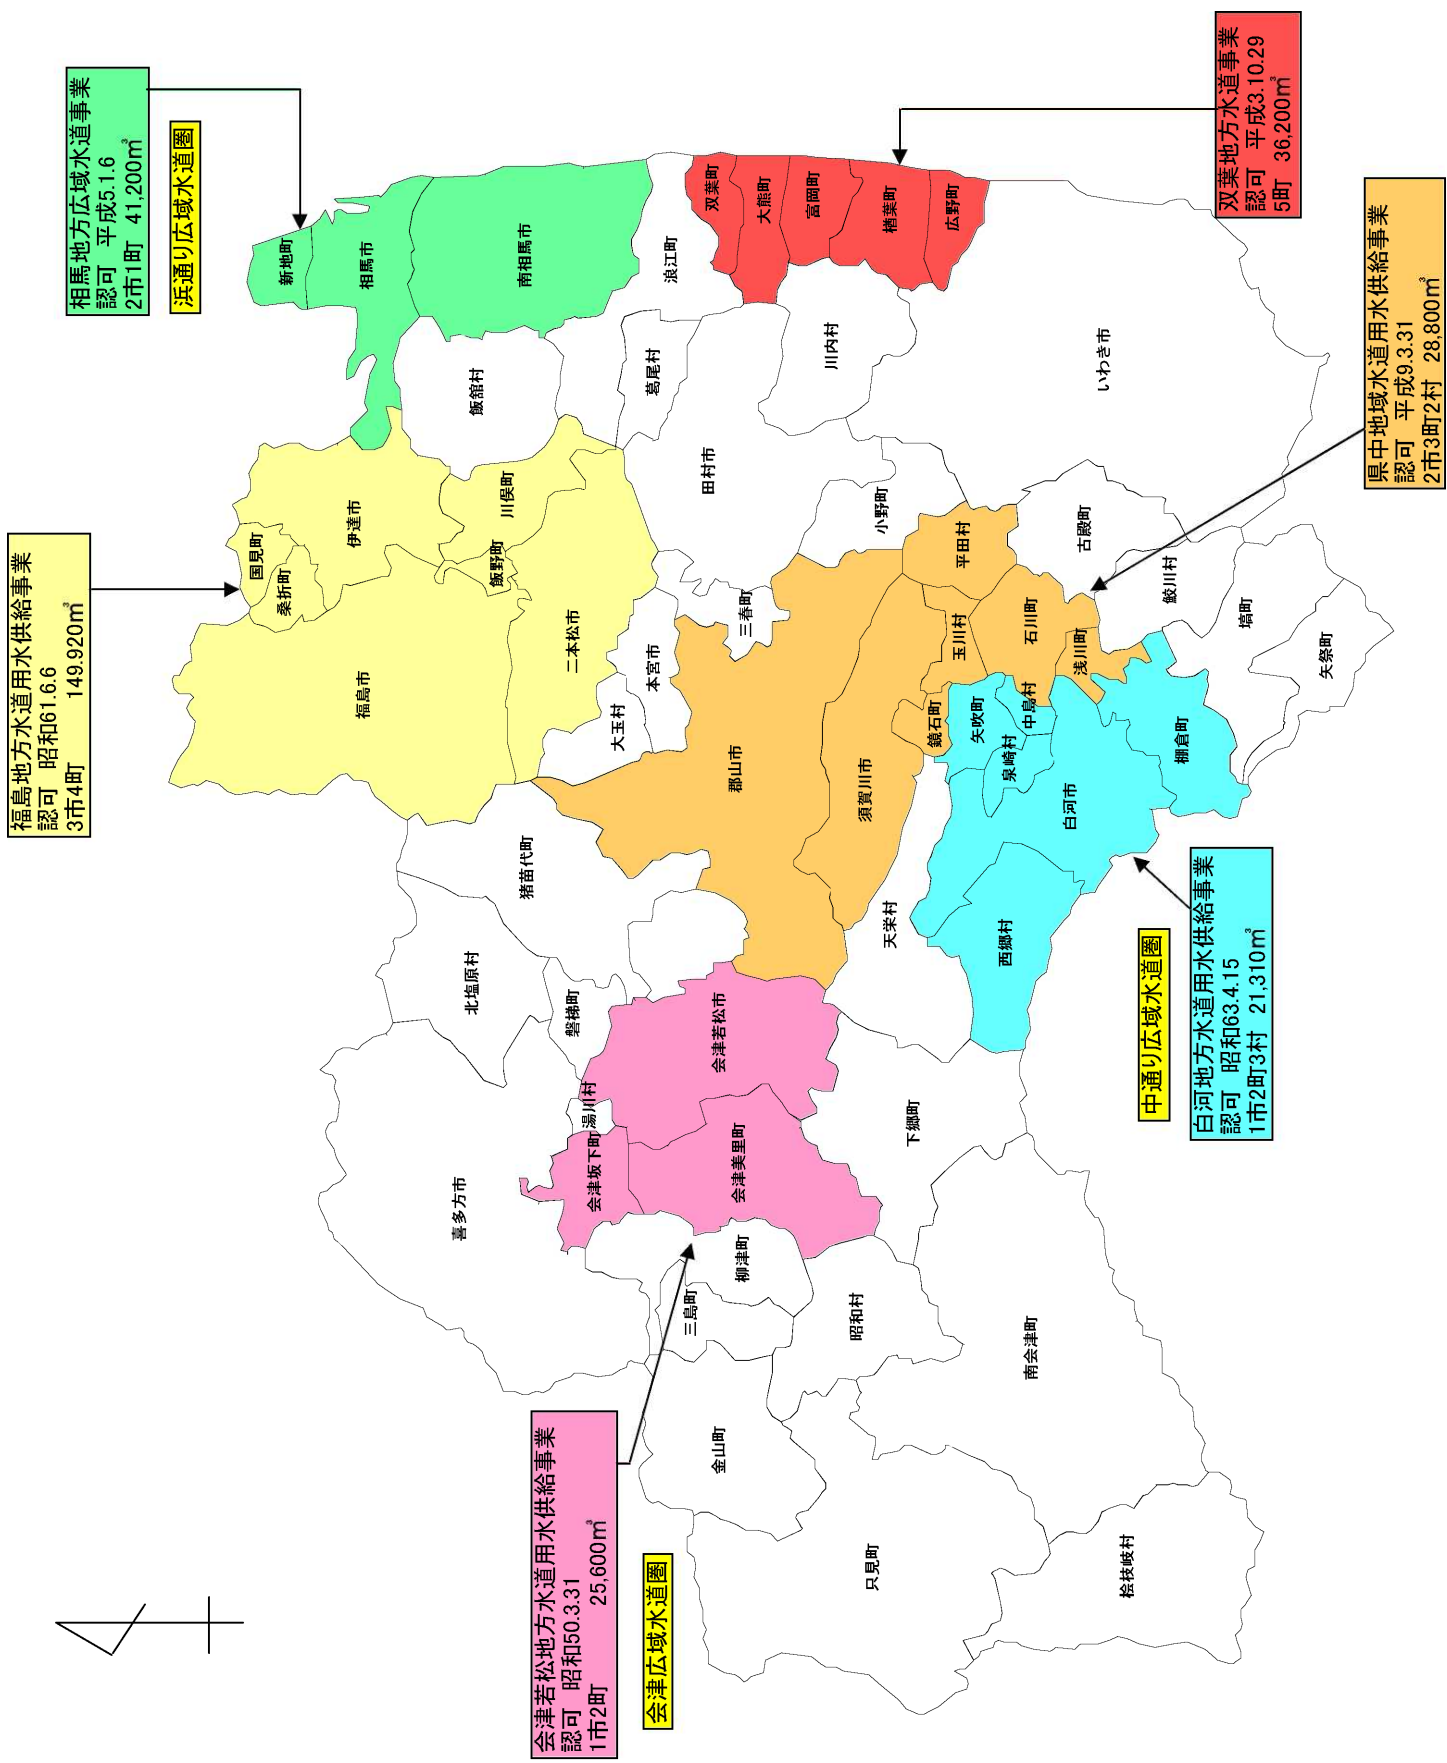 福島地方水道用水供給事業
認可　昭和61.6.6
3市4町　149.920㎥
相馬地方広域水道事業
認可　平成5.1.6
2市1町　41,200㎥
浜通り広域水道圏
双葉地方水道事業
認可　平成3.10.29
5町　36,200㎥
県中地域水道用水供給事業
認可　平成9.3.31
2市3町2村　28,800㎥
中通り広域水道圏
白河地方水道用水供給事業
認可　昭和63.4.15
1市2町3村　21,310㎥
会津若松地方水道用水供給事業
認可　昭和50.3.31
1市2町　25,600㎥
会津広域水道圏
新地町
相馬市
南相馬市
飯舘村
浪江町
葛尾村
双葉町
大熊町
富岡町
楢葉町
広野町
川内村
いわき市
田村市
小野町
三春町
国見町
桑折町
伊達市
福島市
川俣町
飯野町
二本松市
本宮市
大玉村
郡山市
須賀川市
鏡石町
天栄村
平田村
玉川村
石川町
浅川町
古殿町
鮫川村
塙町
矢祭町
棚倉町
矢吹町
中島村
泉崎村
白河市
西郷村
猪苗代町
北塩原村
磐梯町
喜多方市
湯川村
会津坂下町
会津若松市
会津美里町
柳津町
三島町
金山町
昭和村
下郷町
南会津町
只見町
桧枝岐村